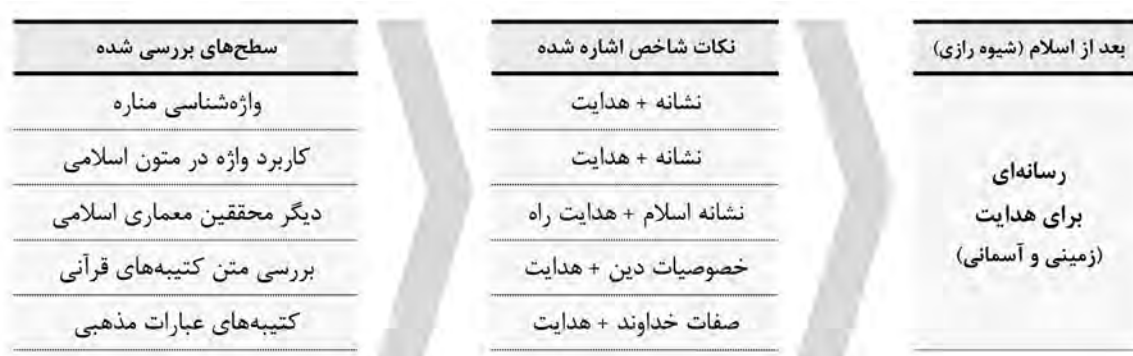 سطح‌های بررسی شده
نکات شاخص اشاره شده
بعد از اسلام (شیوه رازی)
واژه‌شناسی مناره
نشانه + هدایت
کاربرد واژه در متون اسلامی
نشانه + هدایت
دیگر محققین معماری اسلامی
نشانه اسلام + هدایت راه
بررسی متن کتیبه‌های قرآنی
خصوصیات دین + هدایت
کتیبه‌های عبارات مذهبی
صفات خداوند + هدایت
رسانه‌ای
برای هدایت
(زمینی و آسمانی)